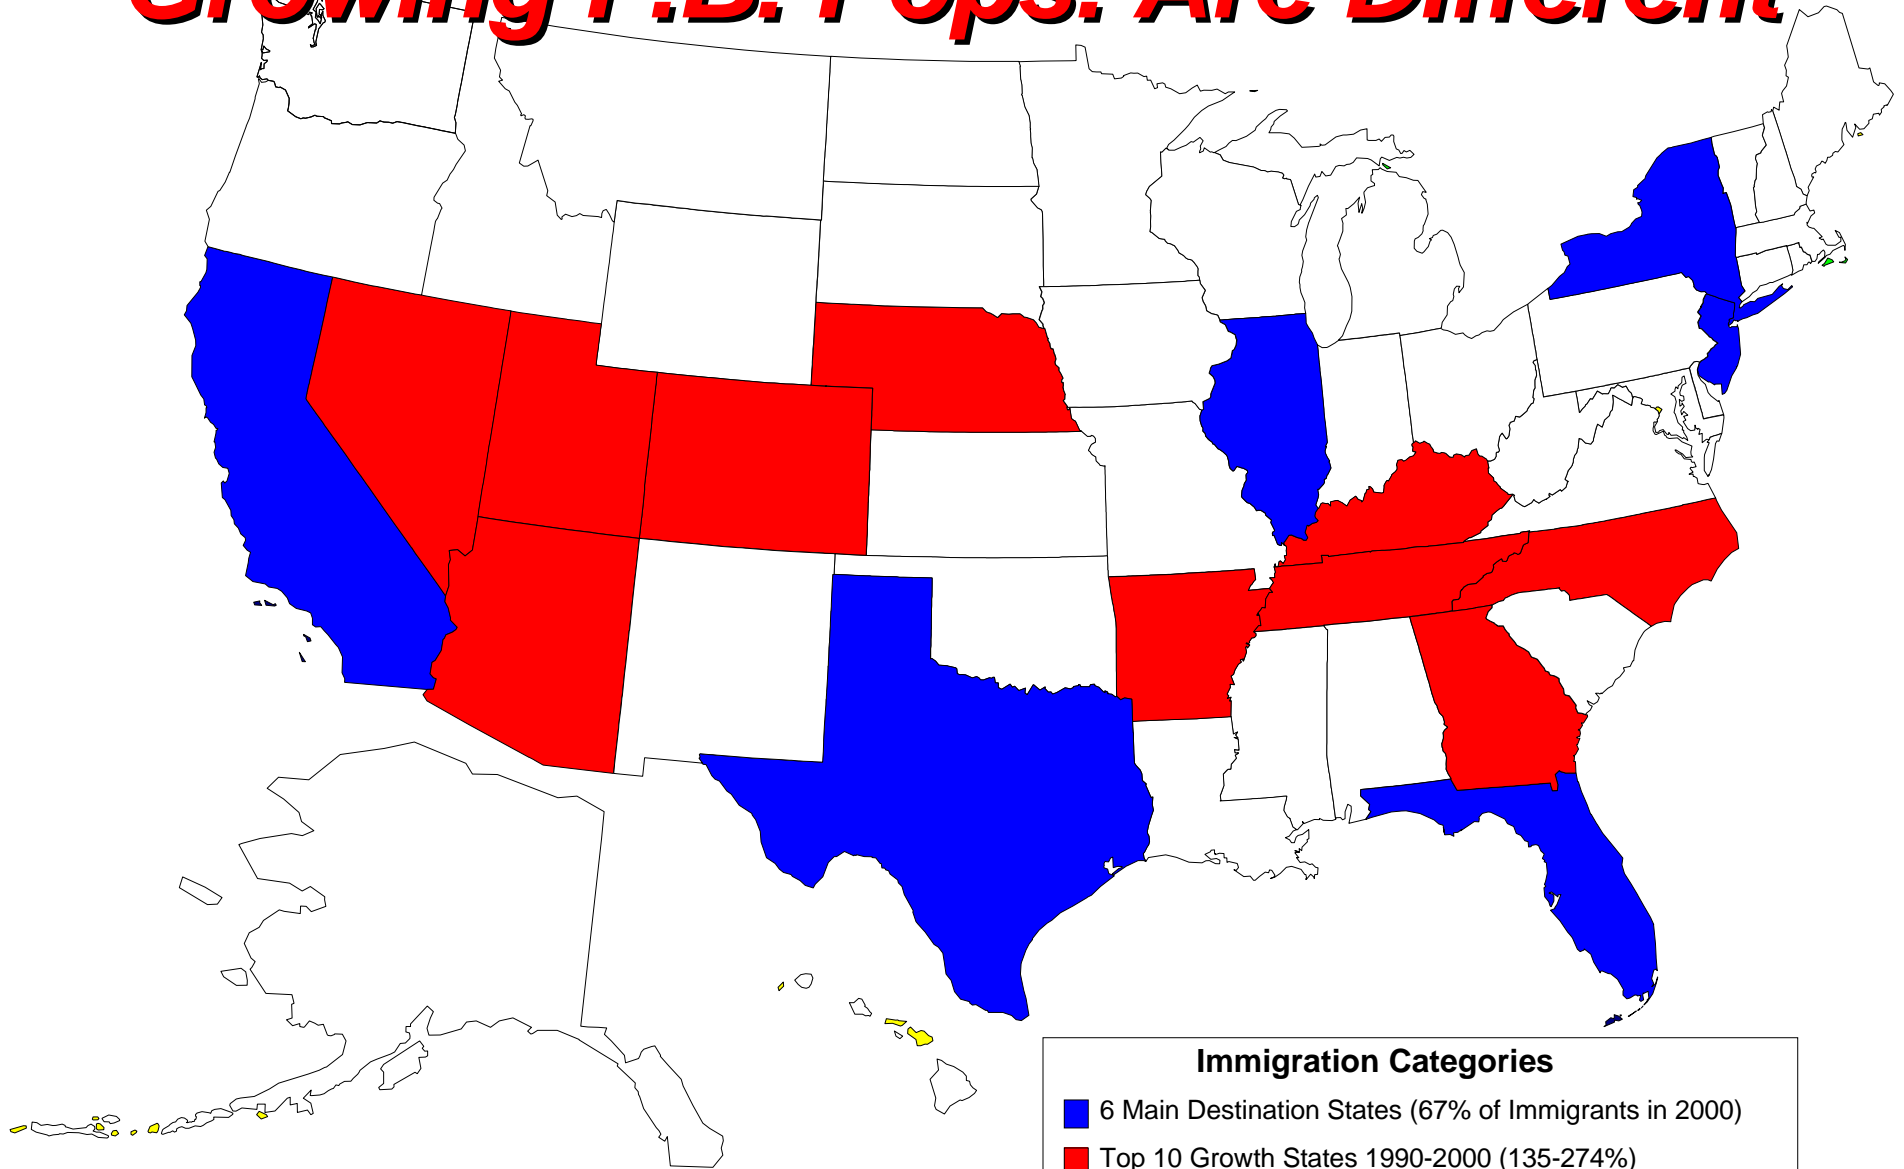 Growing F.B. Pops. Are Different
Immigration Categories
6 Main Destination States (67% of Immigrants in 2000)
Top 10 Growth States 1990-2000 (135-274%)